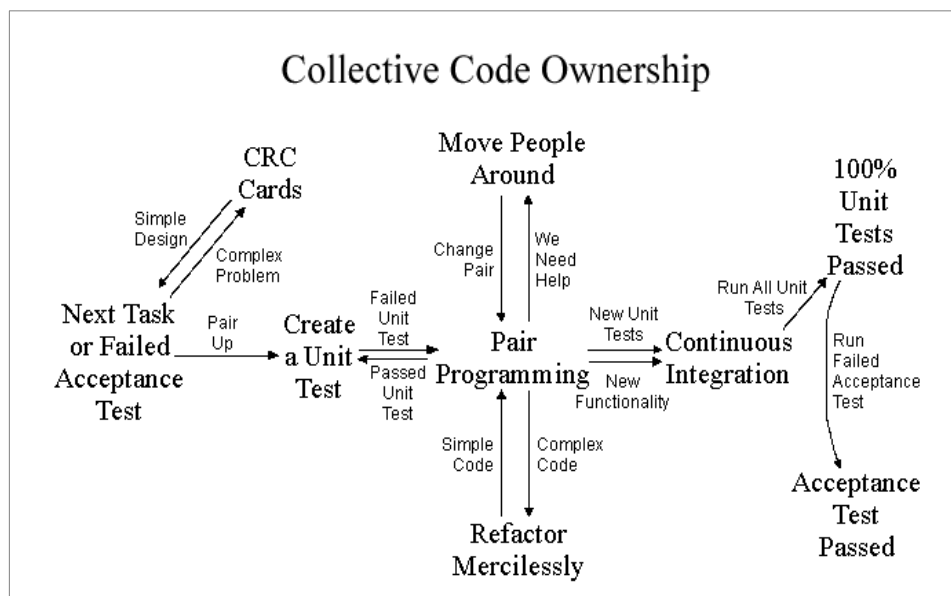 Collective Code Ownership
CRC
Cards
Simple
Design
Complex
Problem
Next Task
or Failed
Acceptance
Test
Pair
Up
Create
a Unit
Test
Failed
Unit
Test
Passed
Unit
Test
Move People
Around
Change
Pair
We
Need
Help
Pair
Programming
Simple
Code
Complex
Code
Refactor
Mercilessly
New Unit
Tests
New
Functionality
Continuous
Integration
Run All Unit
Tests
100%
Unit
Tests
Passed
Run
Failed
Acceptance
Test
Acceptance
Test
Passed